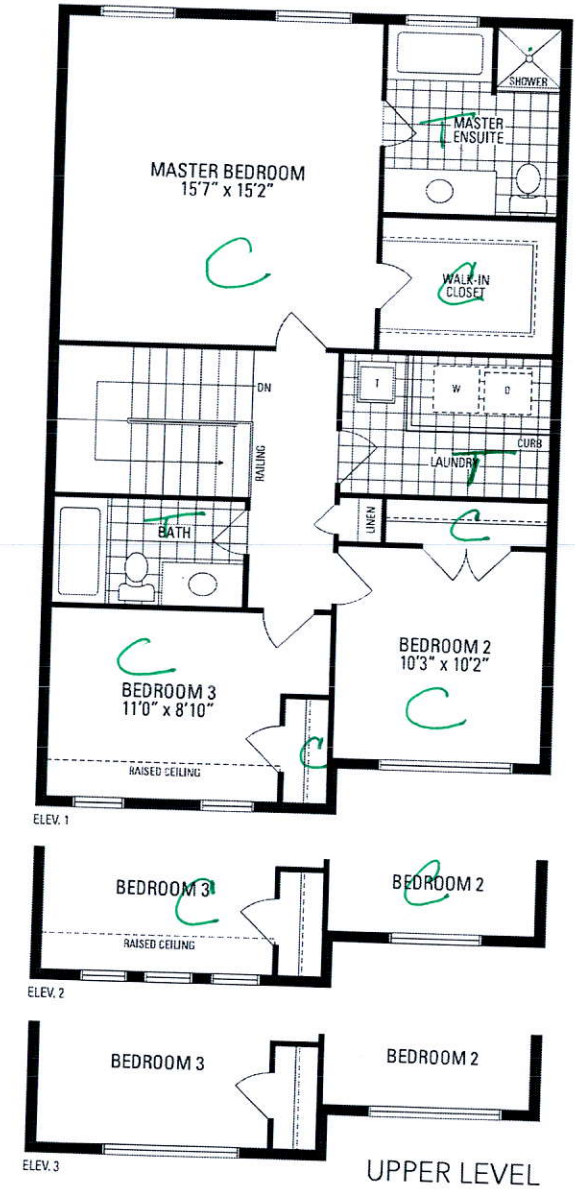 SHOWER
T
MASTER
ENSUITE
MASTER BEDROOM
15'7" x 15'2"
C
C
WALK-IN
CLOSET
T
W
D
DN
CURB
LAUNDRY
T
RAILING
LINEN
C
T
BATH
C
BEDROOM 2
10'3" x 10'2"
C
BEDROOM 3
11'0" x 8'10"
C
RAISED CEILING
ELEV. 1
BEDROOM 3
C
BEDROOM 2
C
RAISED CEILING
ELEV. 2
BEDROOM 3
BEDROOM 2
ELEV. 3
UPPER LEVEL